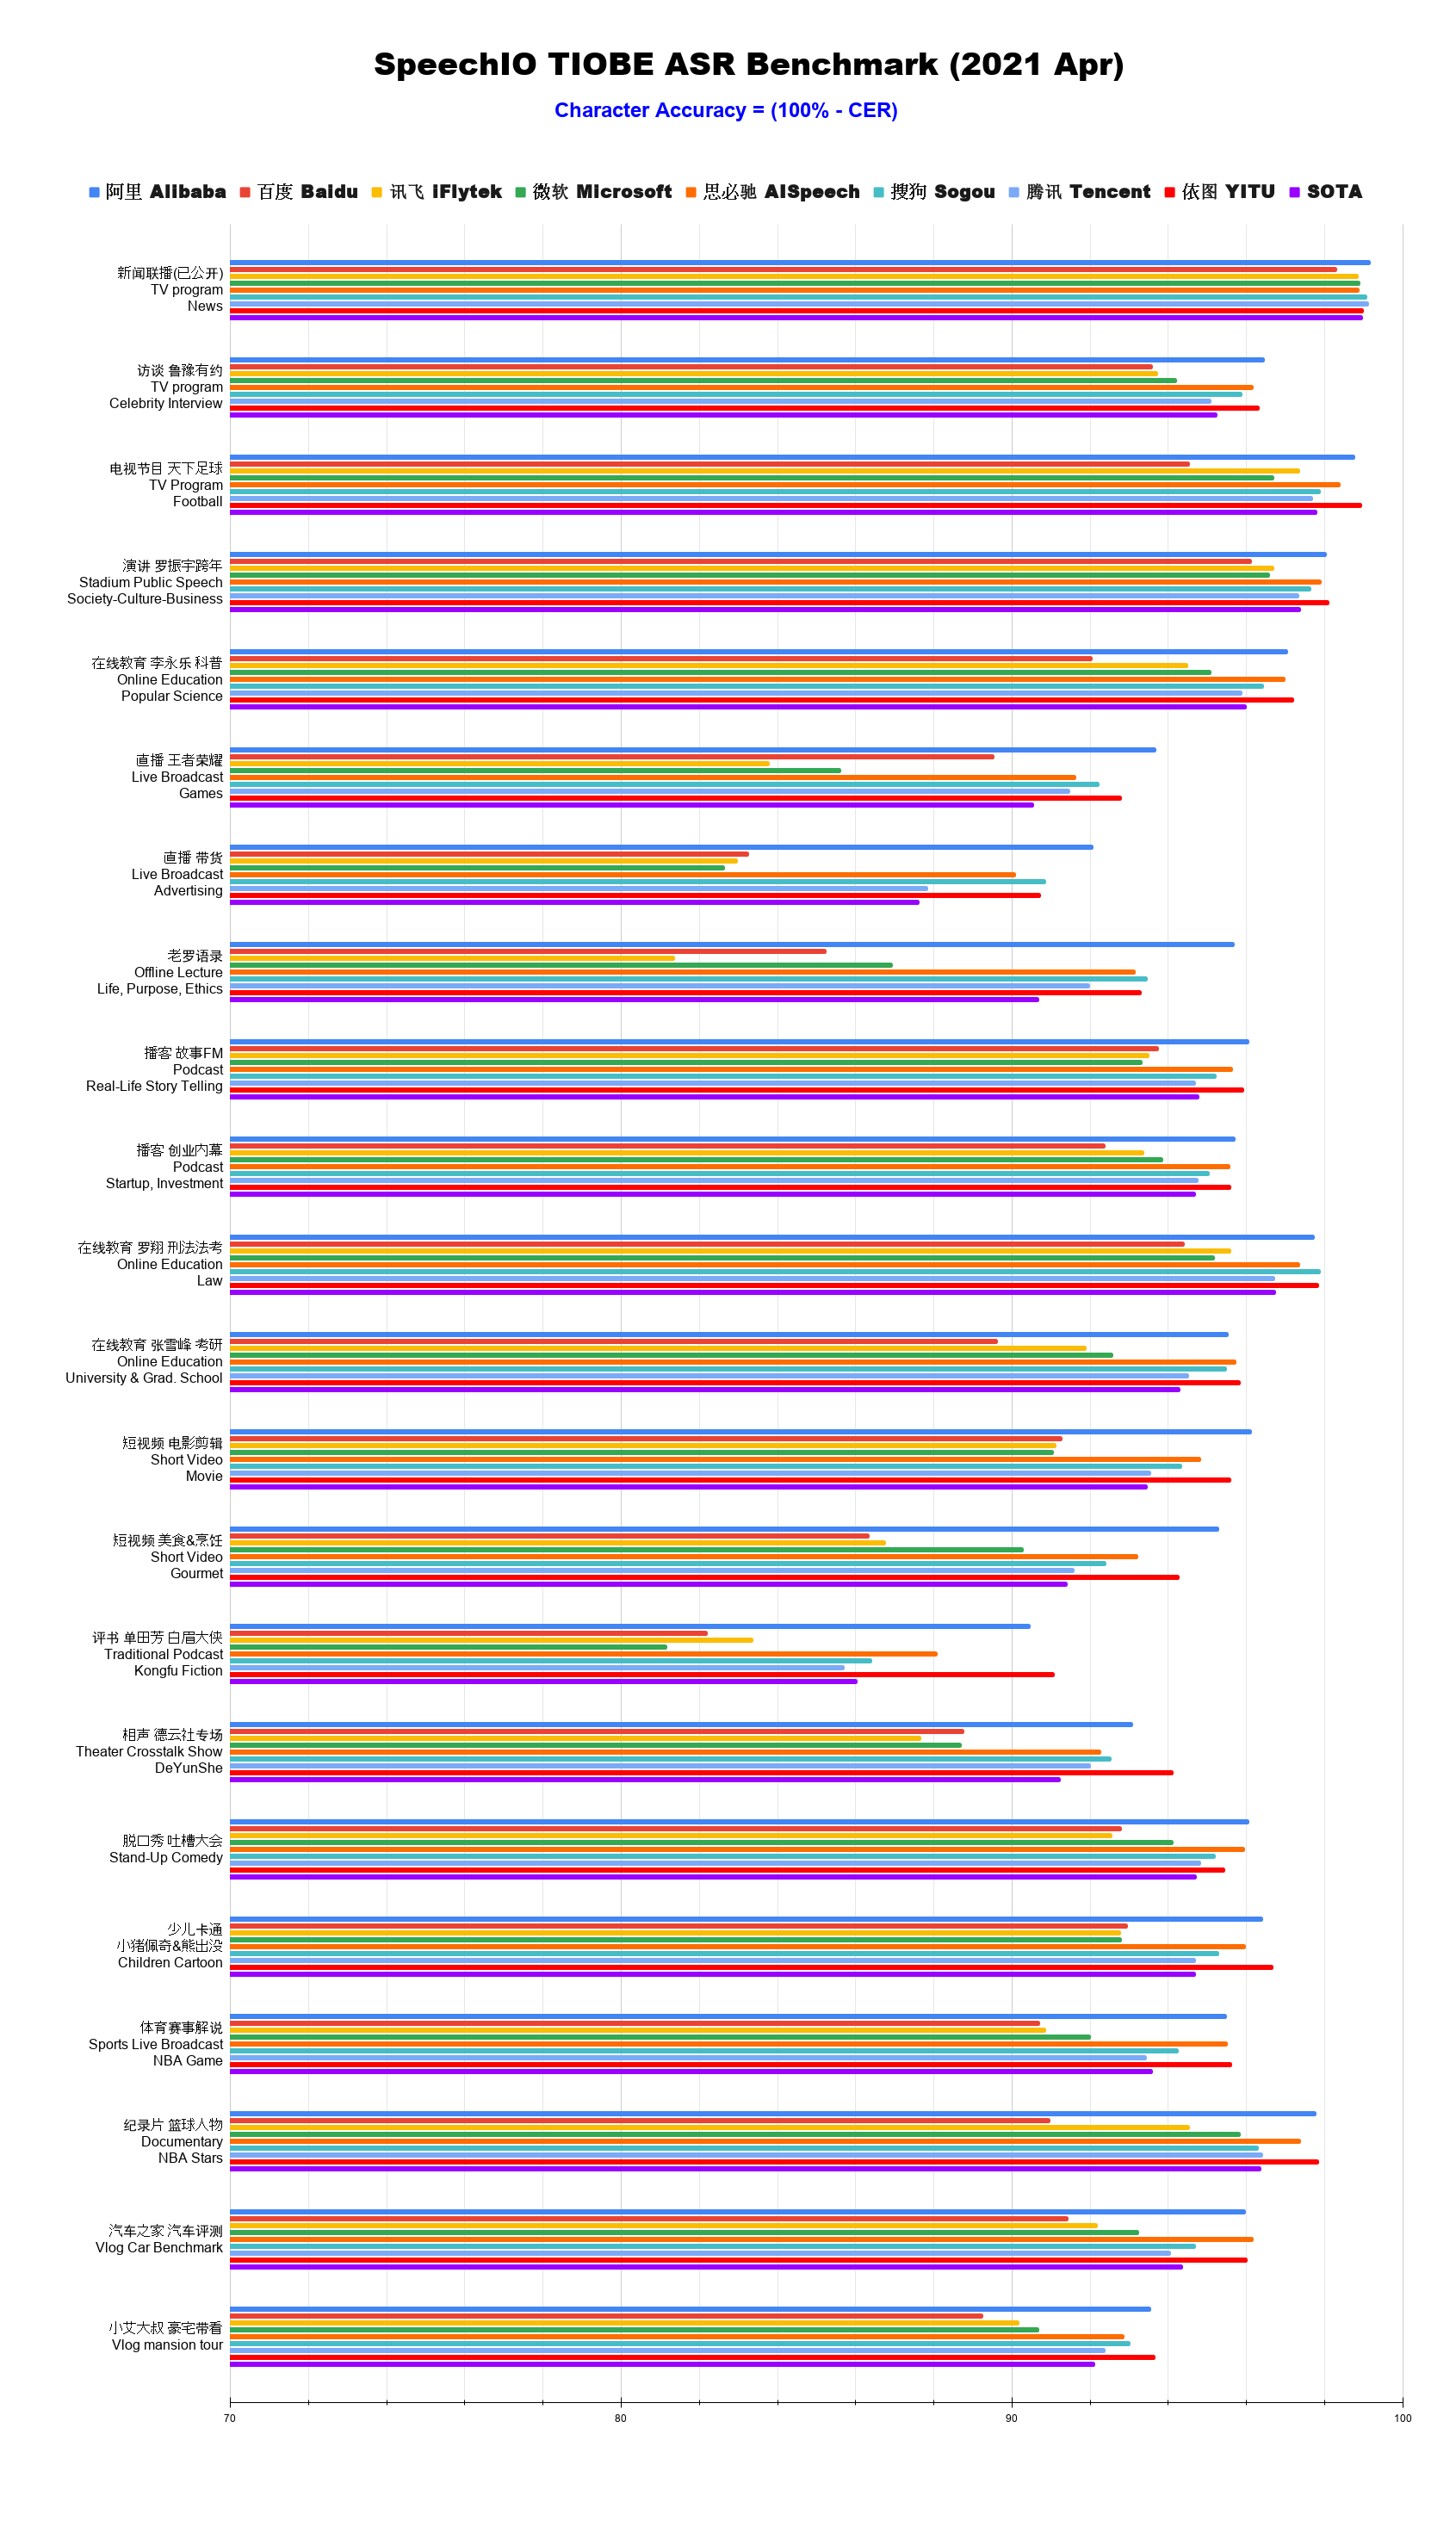 SpeechIO TIOBE ASR Benchmark (2021 Apr)
Character Accuracy = (100% - CER)
阿里 Alibaba 百度 Baidu 讯飞 iFlytek 微软 Microsoft 思必驰 AISpeech 搜狗 Sogou 腾讯 Tencent 依图 YITU SOTA
新闻联播(已公开)
TV program
News
访谈 鲁豫有约
TV program
Celebrity Interview
电视节目 天下足球
TV Program
Football
演讲 罗振宇跨年
Stadium Public Speech
Society-Culture-Business
在线教育 李永乐 科普
Online Education
Popular Science
直播 王者荣耀
Live Broadcast
Games
直播 带货
Live Broadcast
Advertising
老罗语录
Offline Lecture
Life, Purpose, Ethics
播客 故事FM
Podcast
Real-Life Story Telling
播客 创业内幕
Podcast
Startup, Investment
在线教育 罗翔 刑法法考
Online Education
Law
在线教育 张雪峰 考研
Online Education
University & Grad. School
短视频 电影剪辑
Short Video
Movie
短视频 美食&烹饪
Short Video
Gourmet
评书 单田芳 白眉大侠
Traditional Podcast
Kongfu Fiction
相声 德云社专场
Theater Crosstalk Show
DeYunShe
脱口秀 吐槽大会
Stand-Up Comedy
少儿卡通
小猪佩奇&熊出没
Children Cartoon
体育赛事解说
Sports Live Broadcast
NBA Game
纪录片 篮球人物
Documentary
NBA Stars
汽车之家 汽车评测
Vlog Car Benchmark
小艾大叔 豪宅带看
Vlog mansion tour
70 80 90 100